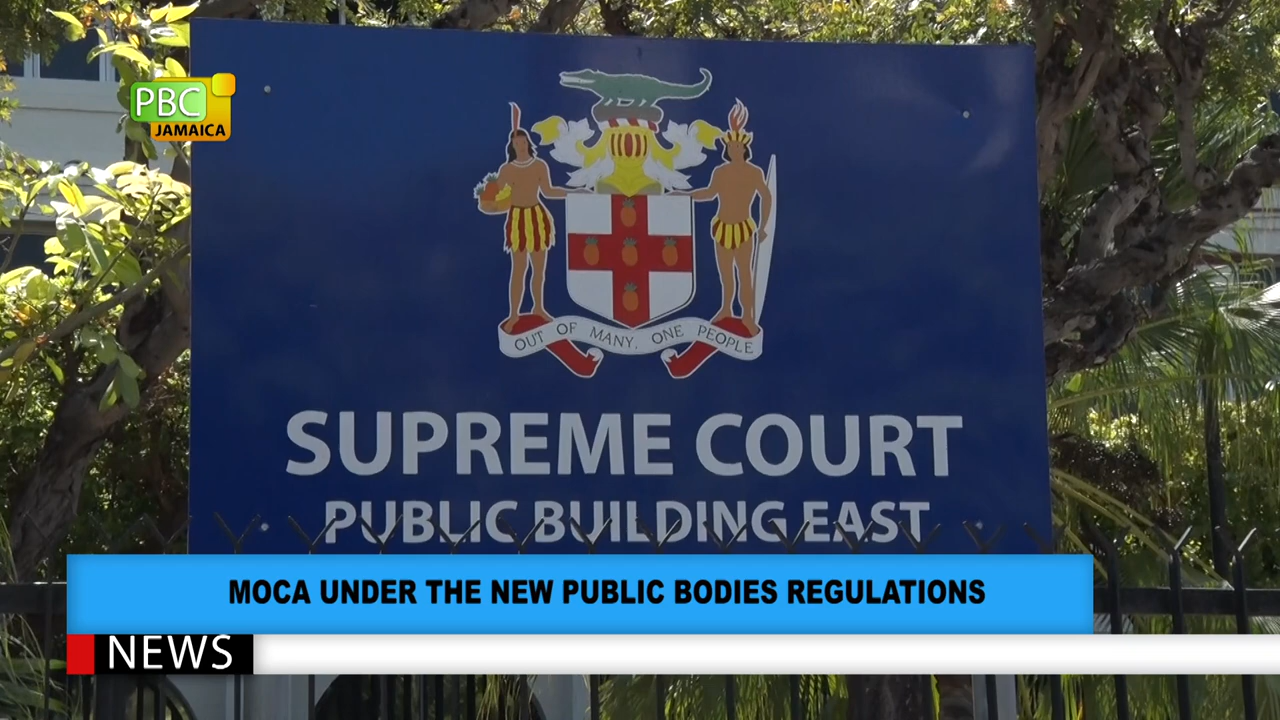 PBC
JAMAICA
OUT OF MANY, ONE PEOPLE
SUPREME COURT
PUBLIC BUILDING EAST
MOCA UNDER THE NEW PUBLIC BODIES REGULATIONS
NEWS